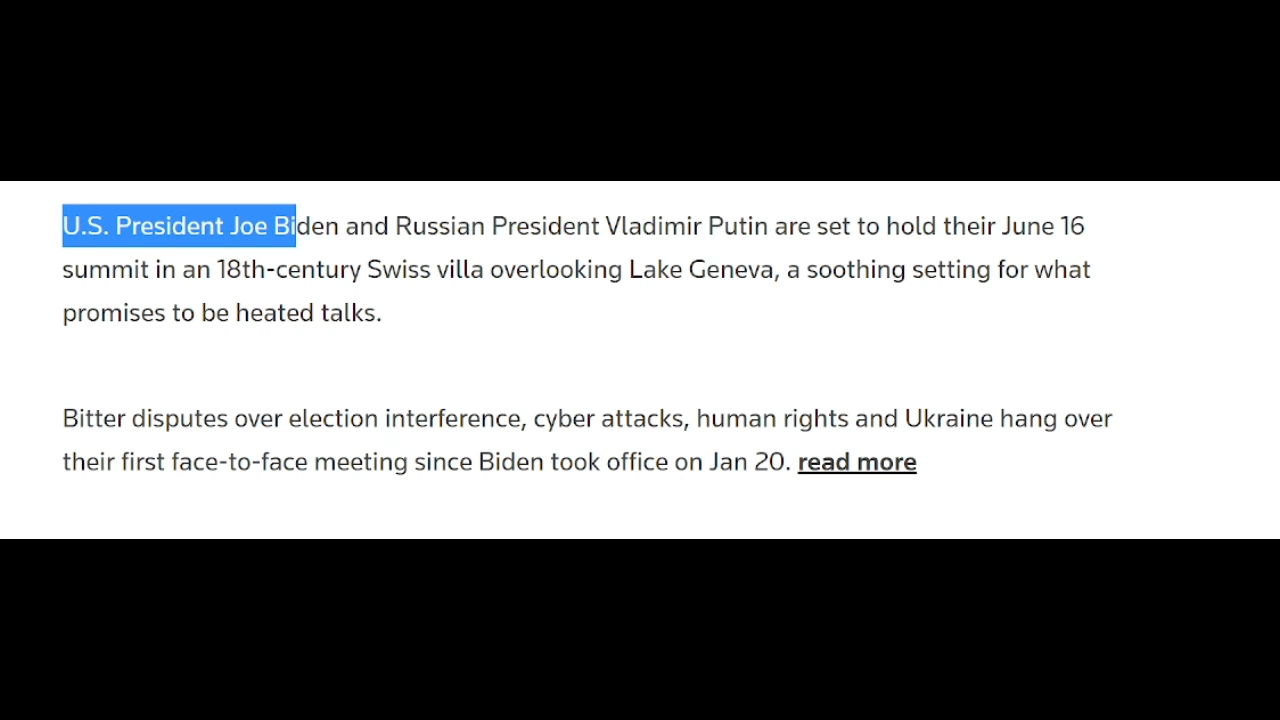 U.S. President Joe Biden and Russian President Vladimir Putin are set to hold their June 16
summit in an 18th-century Swiss villa overlooking Lake Geneva, a soothing setting for what
promises to be heated talks.
Bitter disputes over election interference, cyber attacks, human rights and Ukraine hang over
their first face-to-face meeting since Biden took office on Jan 20. read more